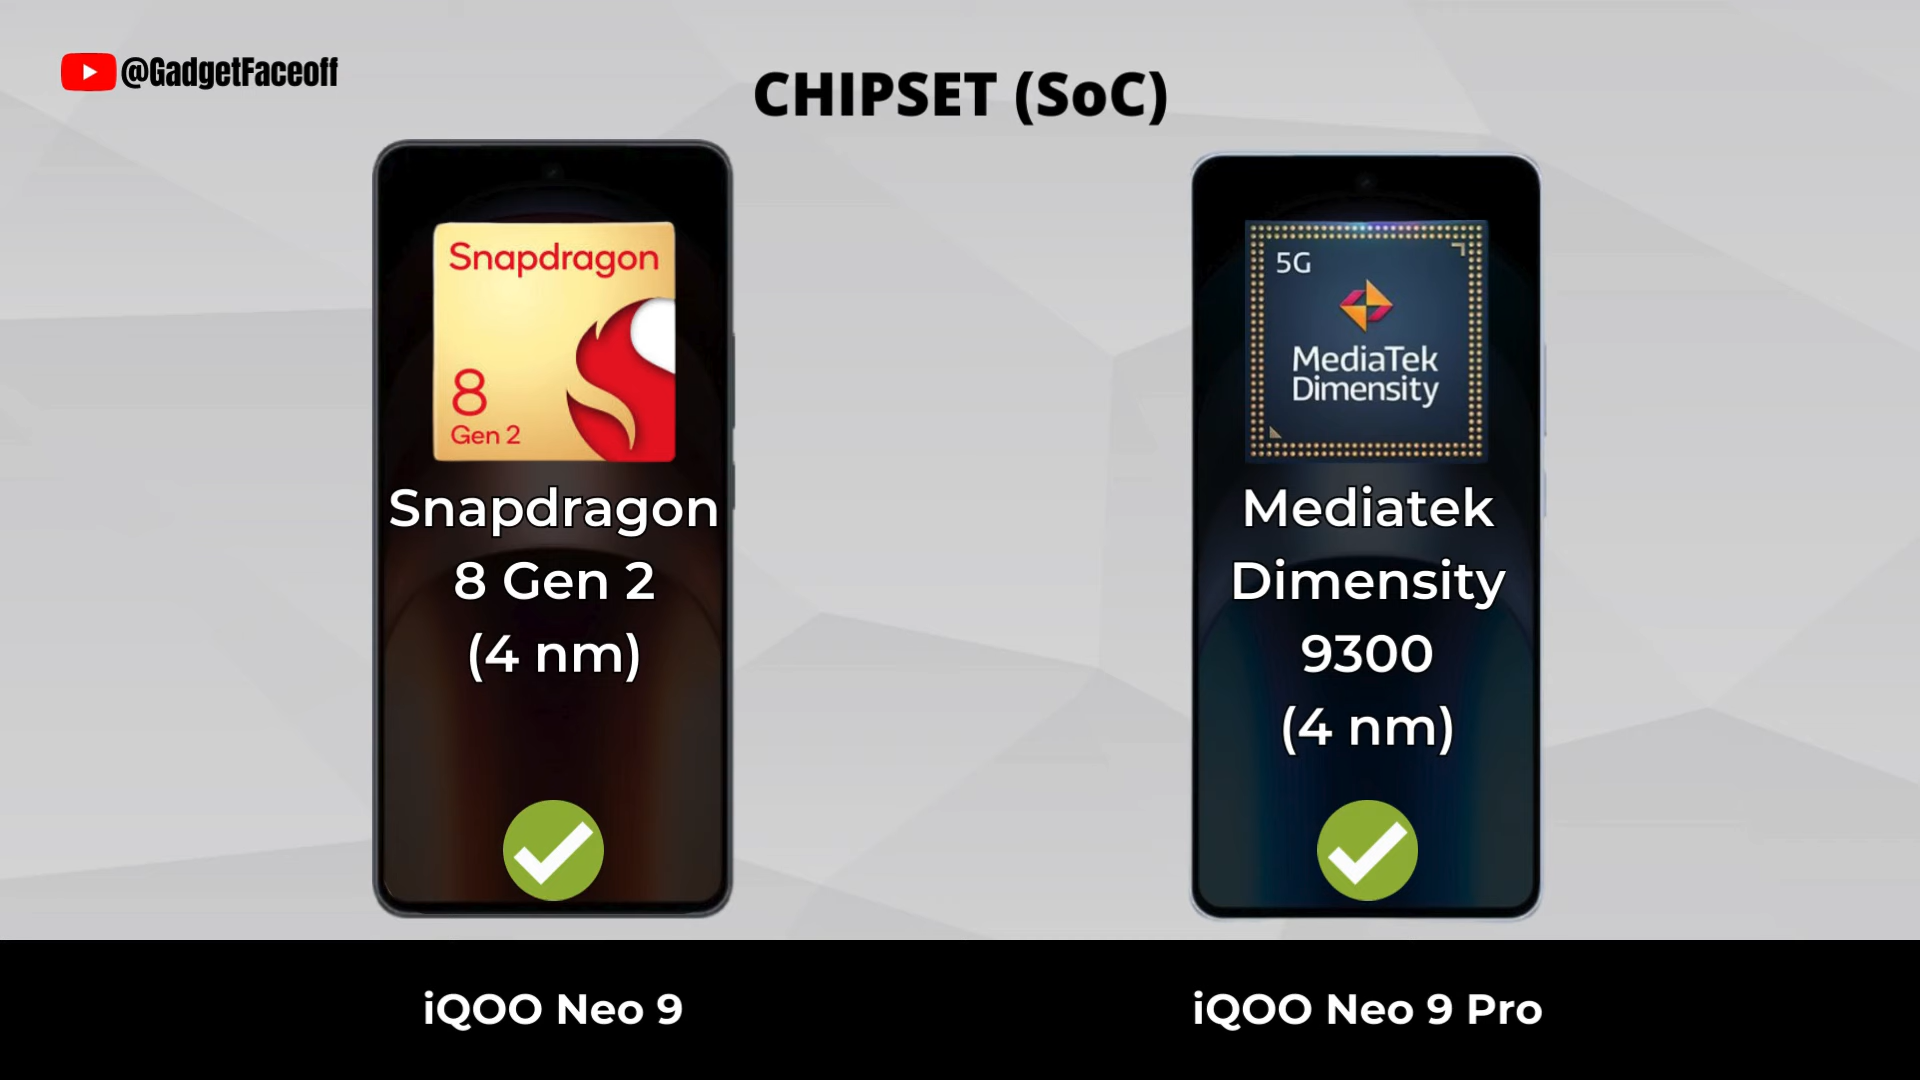 @GadgetFaceoff
CHIPSET (SoC)
Snapdragon
8
Gen 2
Snapdragon
8 Gen 2
(4 nm)
5G
MediaTek
Dimensity
Mediatek
Dimensity
9300
(4 nm)
iQOO Neo 9
iQOO Neo 9 Pro